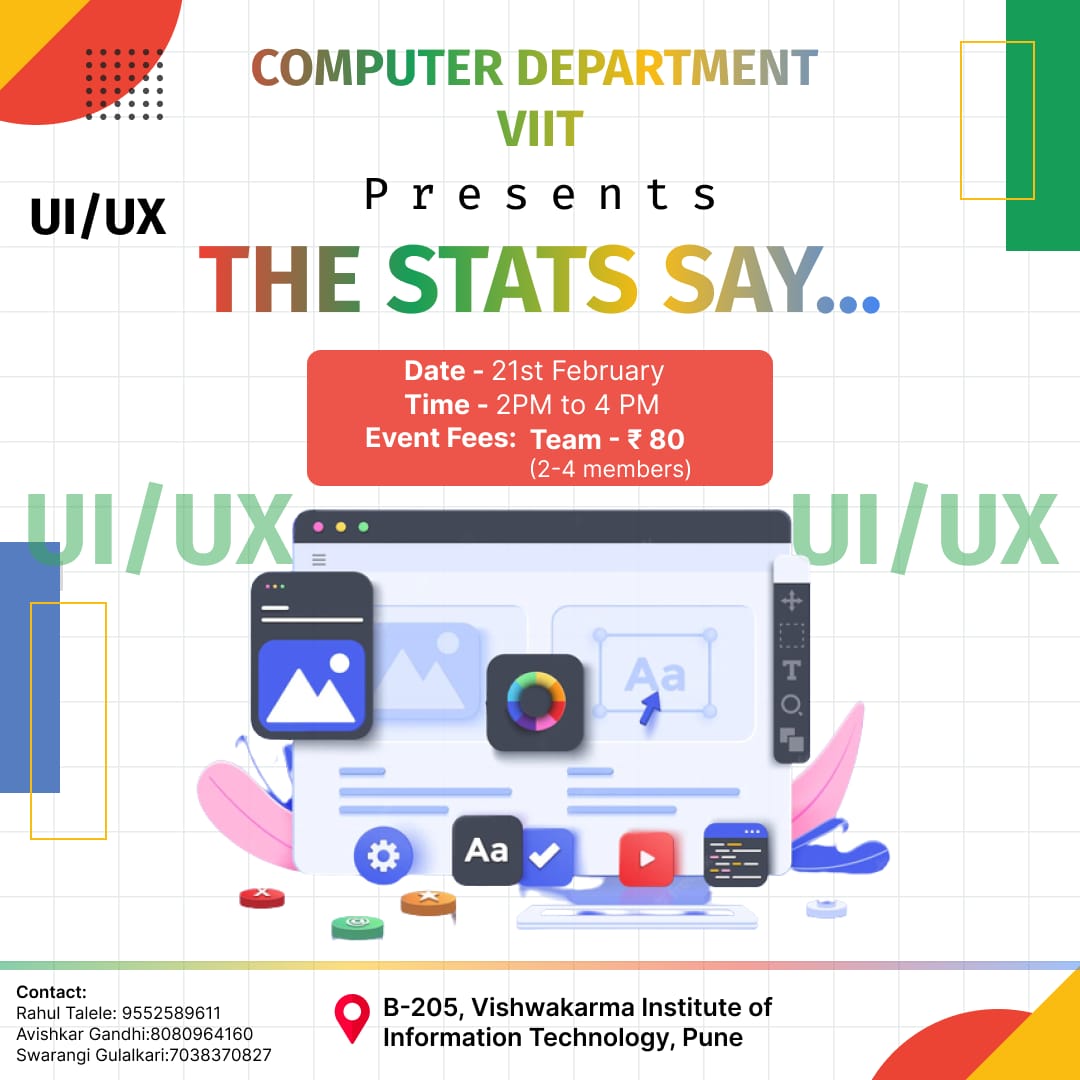 COMPUTER DEPARTMENT
VIIT
Presents
UI/UX
THE STATS SAY...
Date - 21st February
Time - 2PM to 4 PM
Event Fees: Team - ₹ 80
(2-4 members)
UI/UX
UI/UX
Aa
T
Aa
Contact:
Rahul Talele: 9552589611
Avishkar Gandhi:8080964160
Swarangi Gulalkari:7038370827
B-205, Vishwakarma Institute of
Information Technology, Pune